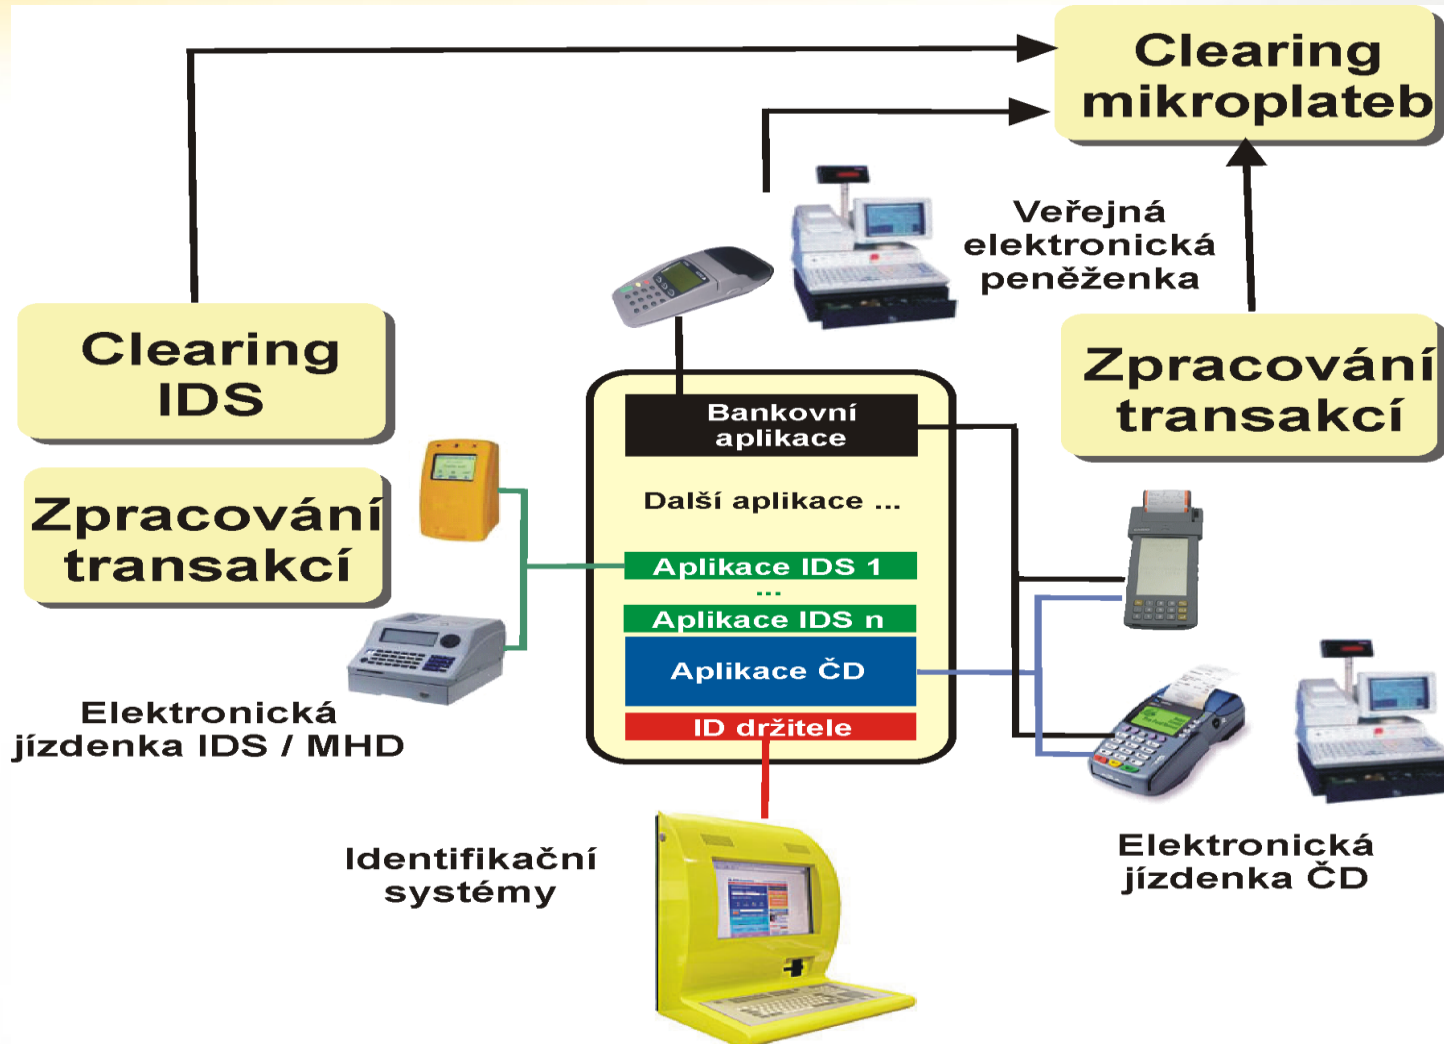 Clearing
mikroplateb
Veřejná
elektronická
peněženka
Clearing
IDS
Zpracování
transakcí
Zpracování
transakcí
Bankovní
aplikace
Další aplikace ...
Aplikace IDS 1
...
Aplikace IDS n
Aplikace ČD
ID držitele
Elektronická
jízdenka IDS / MHD
Identifikační
systémy
Elektronická
jízdenka ČD